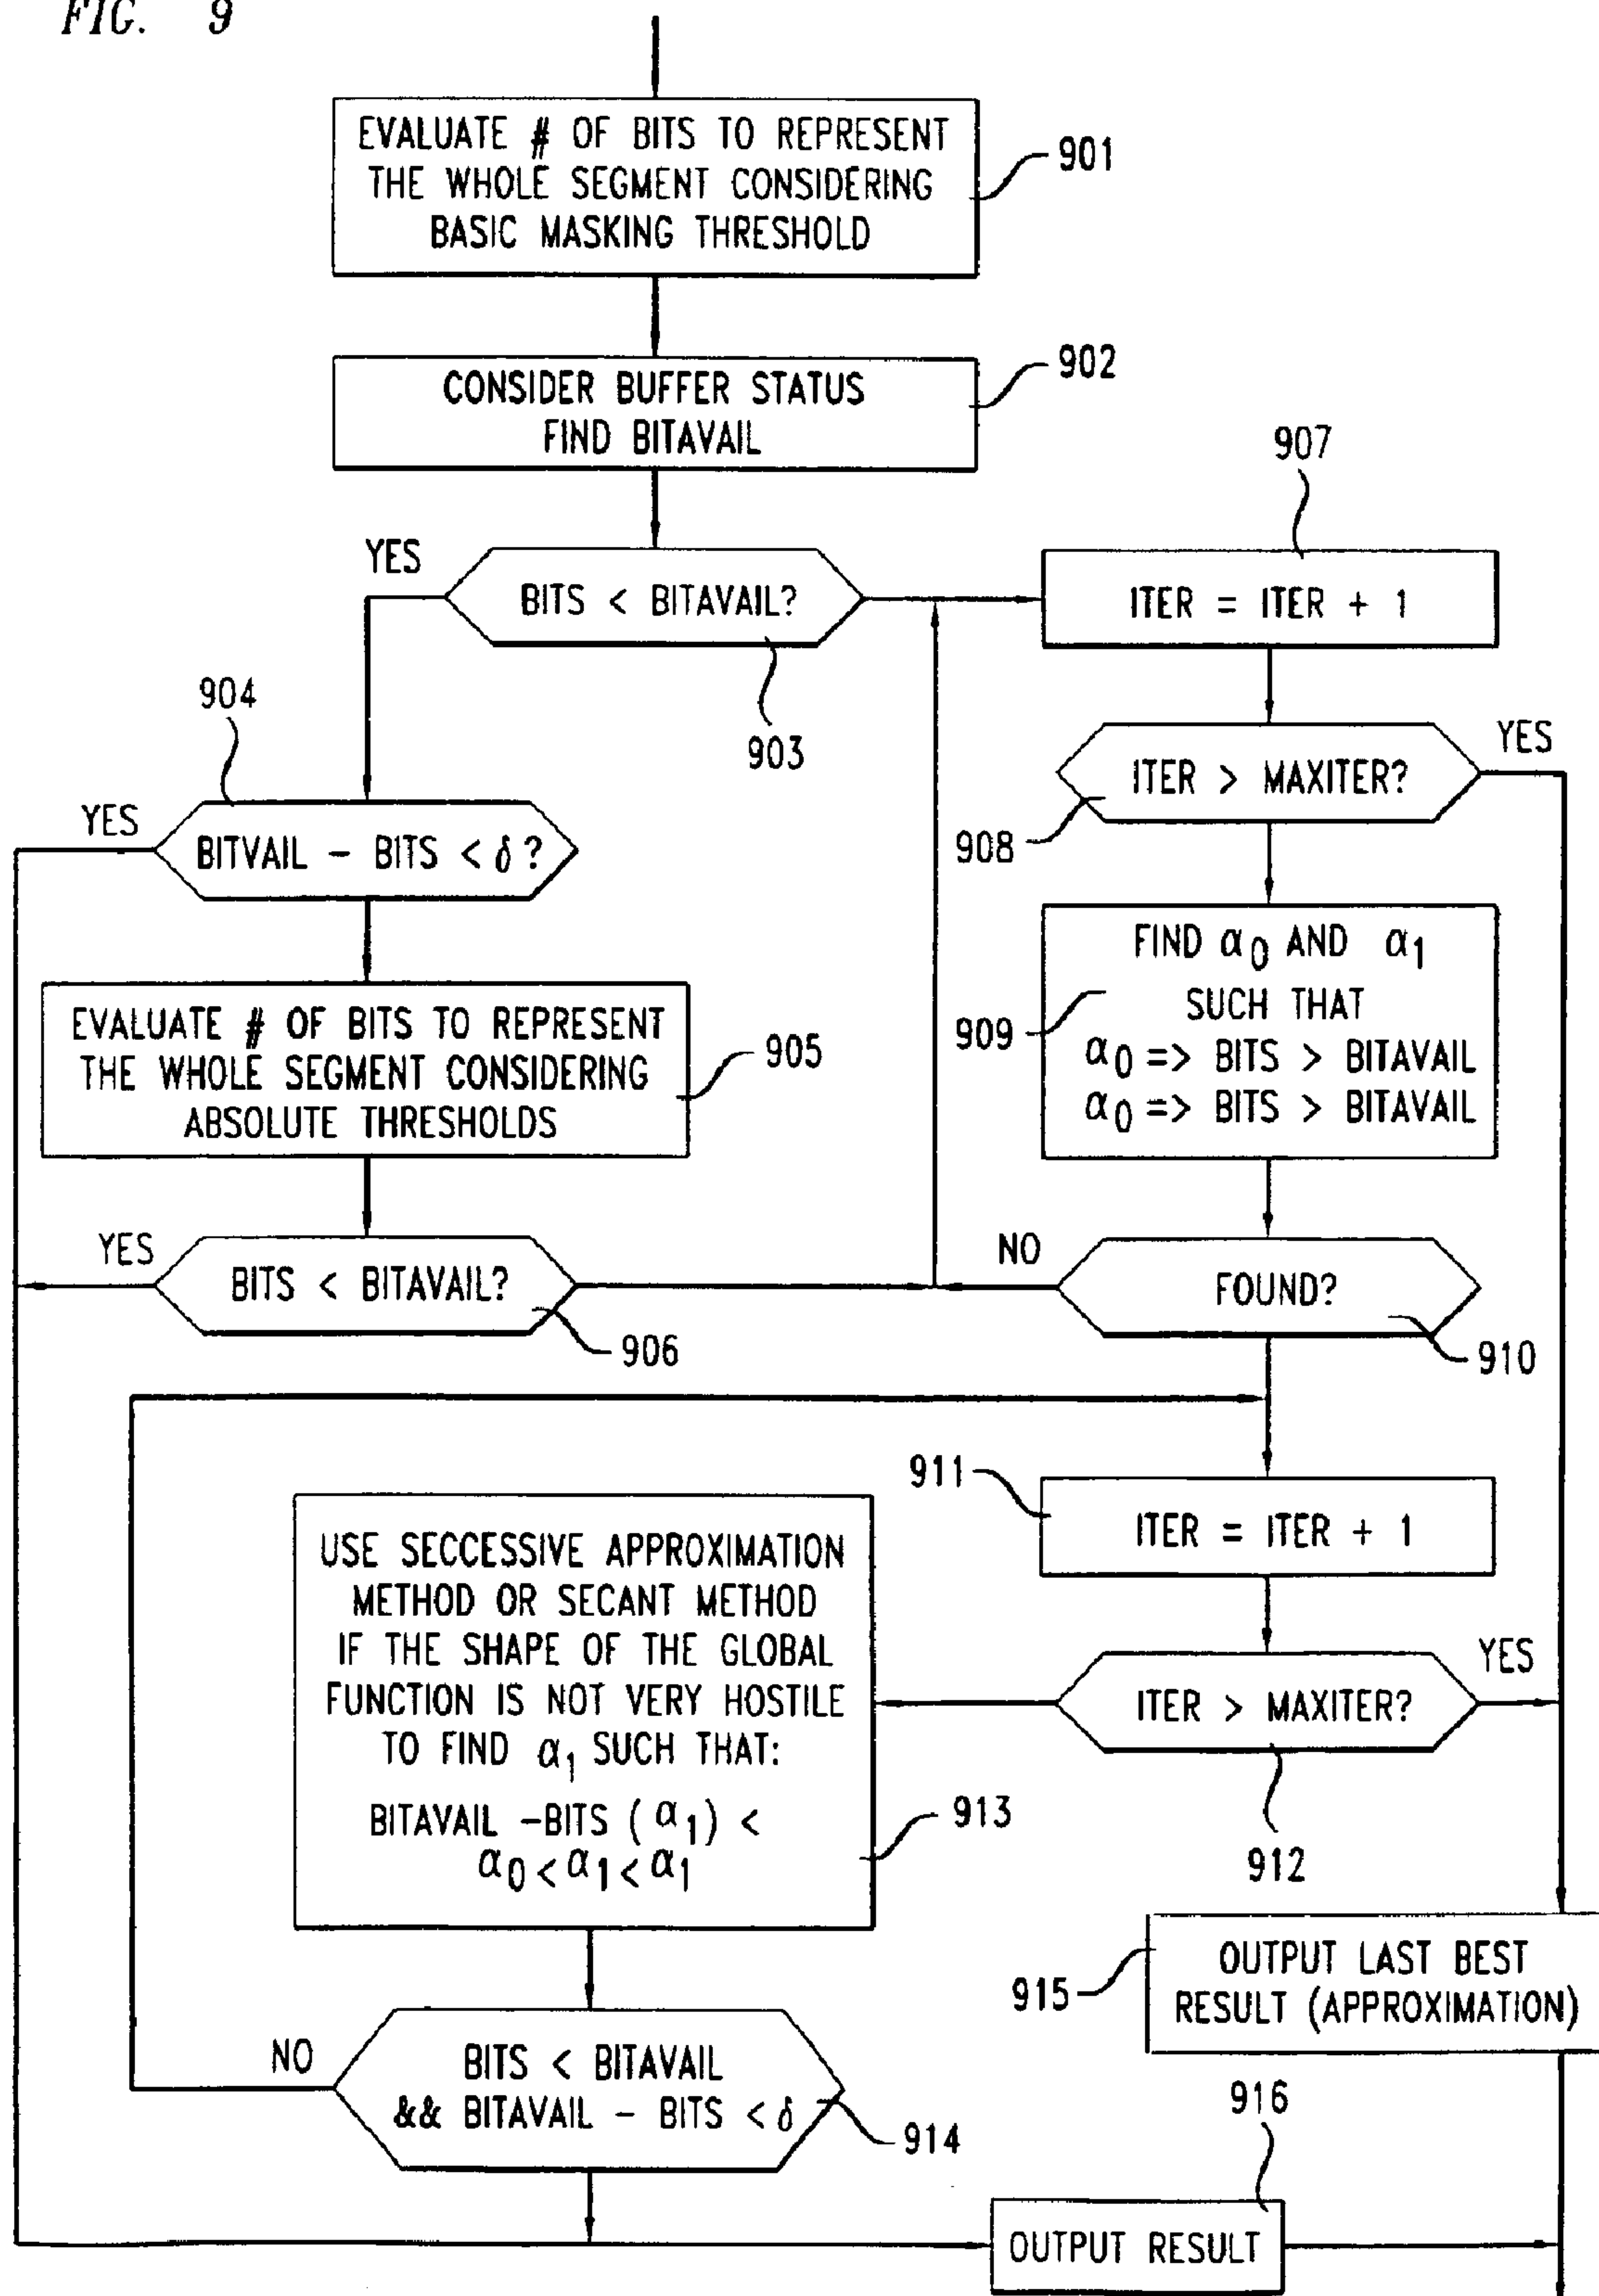 FIG. 9
EVALUATE # OF BITS TO REPRESENT
THE WHOLE SEGMENT CONSIDERING
BASIC MASKING THRESHOLD
901
CONSIDER BUFFER STATUS
FIND BITAVAIL
902
907
YES
BITS < BITAVAIL?
903
ITER = ITER + 1
904
YES
BITVAIL - BITS < δ ?
ITER > MAXITER?
YES
908
EVALUATE # OF BITS TO REPRESENT
THE WHOLE SEGMENT CONSIDERING
ABSOLUTE THRESHOLDS
905
FIND α0 AND α1
SUCH THAT
α0 => BITS > BITAVAIL
α0 => BITS > BITAVAIL
909
YES
BITS < BITAVAIL?
906
NO
FOUND?
910
911
ITER = ITER + 1
USE SECCESSIVE APPROXIMATION
METHOD OR SECANT METHOD
IF THE SHAPE OF THE GLOBAL
FUNCTION IS NOT VERY HOSTILE
TO FIND α1 SUCH THAT:
BITAVAIL -BITS ( α1) <
α0 < α1 < α1
913
ITER > MAXITER?
YES
912
OUTPUT LAST BEST
RESULT (APPROXIMATION)
915
NO
BITS < BITAVAIL
&& BITAVAIL - BITS < δ
914
916
OUTPUT RESULT